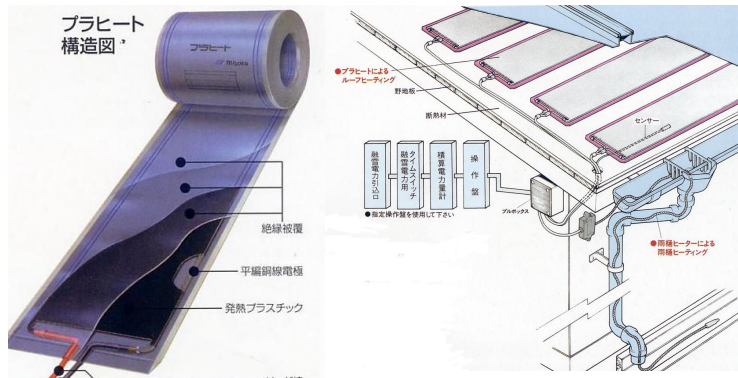 プラヒート
構造図
プラヒート
絶縁被覆
平編銅線電極
発熱プラスチック
●プラヒートによる
ルーフヒーティング
野地板
断熱材
センサー
融雪電力引込口
融雪電力用
タイムスイッチ
積算電力量計
操作盤
●指定操作盤を使用して下さい
プルボックス
●雨樋ヒーターによる
雨樋ヒーティング